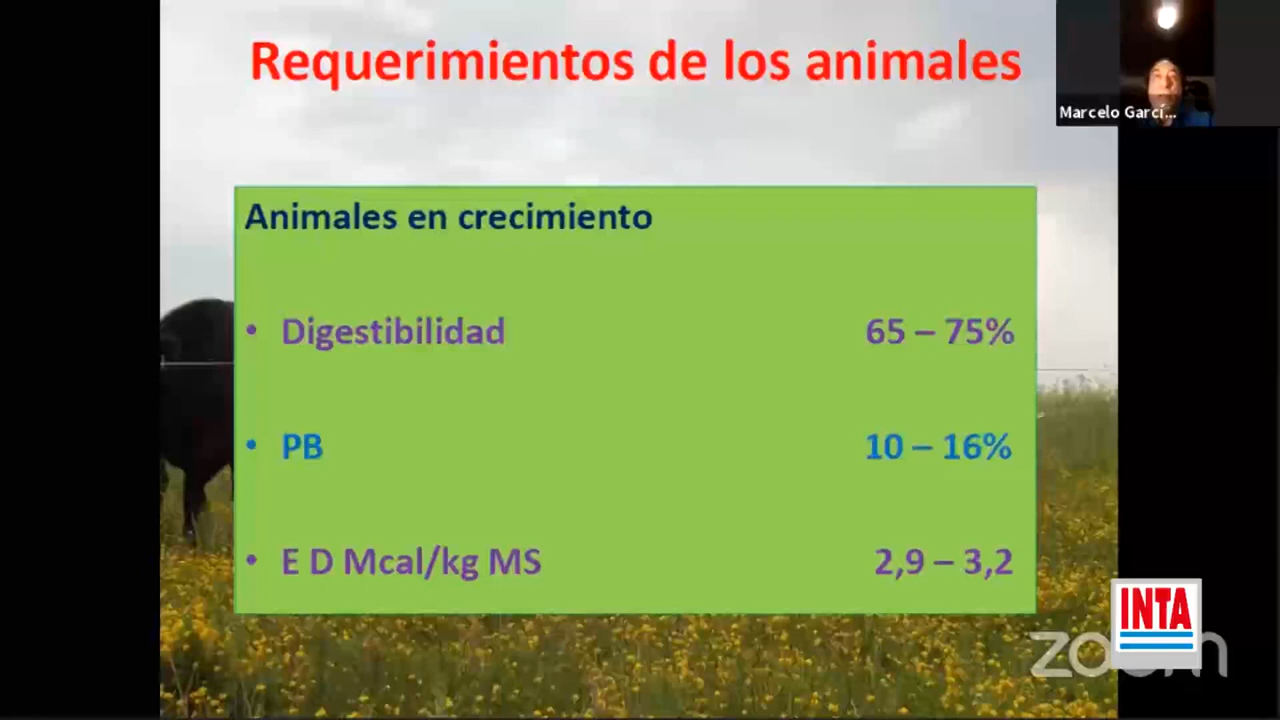 Requerimientos de los animales
Marcelo Garcí...
Animales en crecimiento
• Digestibilidad 65 – 75%
• PB 10 – 16%
• E D Mcal/kg MS 2,9 – 3,2
INTA
zoom